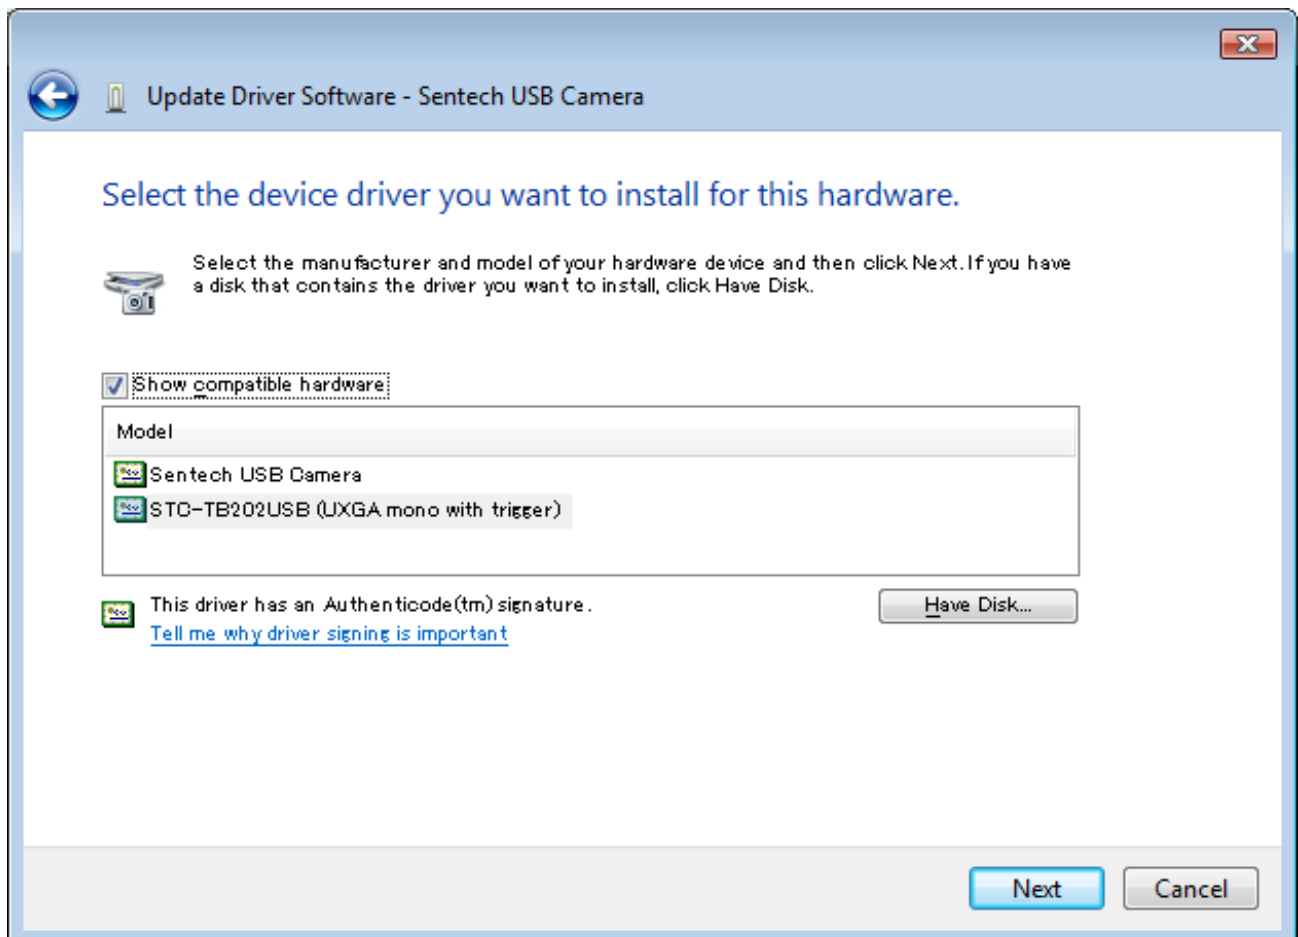 Update Driver Software - Sentech USB Camera
Select the device driver you want to install for this hardware.
Select the manufacturer and model of your hardware device and then click Next. If you have
a disk that contains the driver you want to install, click Have Disk.
Show compatible hardware
Model
Sentech USB Camera
STC-TB202USB (UXGA mono with trigger)
This driver has an Authenticode(tm) signature.
Have Disk...
Tell me why driver signing is important
Next
Cancel